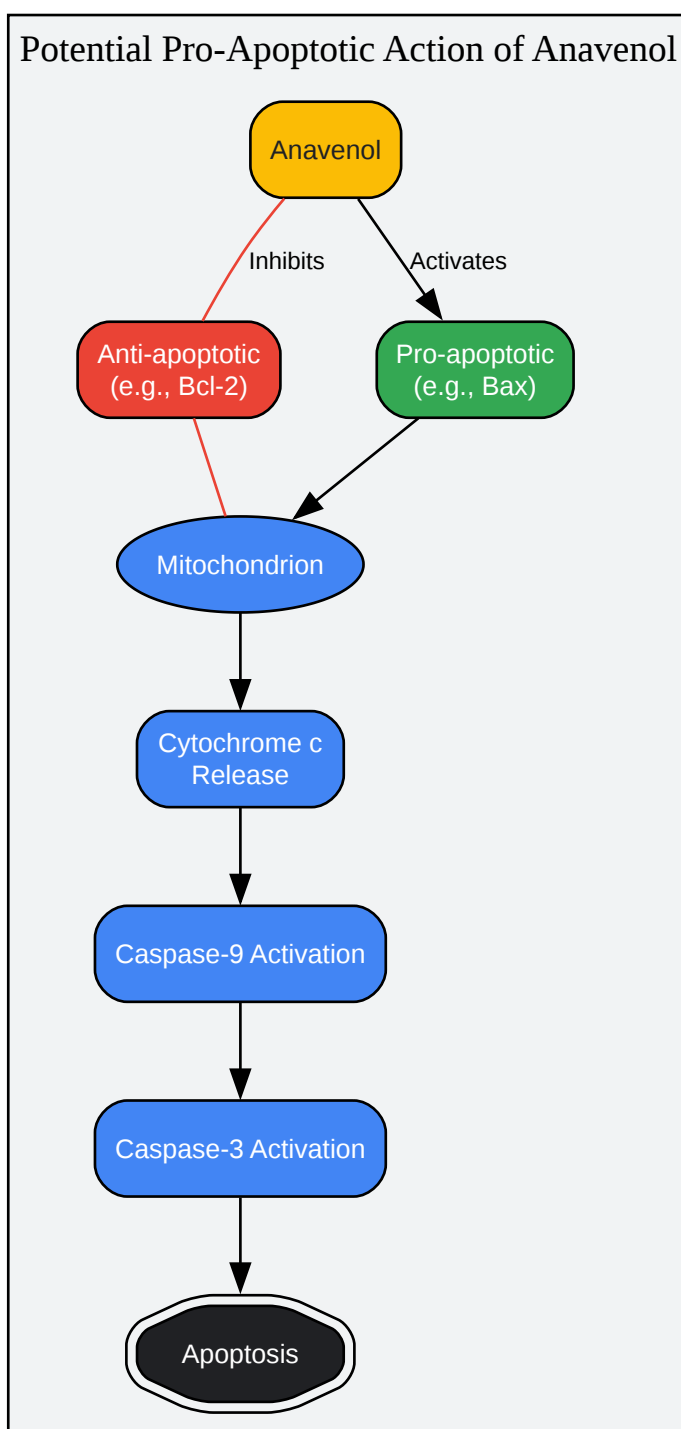 Potential Pro-Apoptotic Action of Anavenol
Anavenol
Inhibits
Activates
Anti-apoptotic
(e.g., Bcl-2)
Pro-apoptotic
(e.g., Bax)
Mitochondrion
Cytochrome c
Release
Caspase-9 Activation
Caspase-3 Activation
Apoptosis